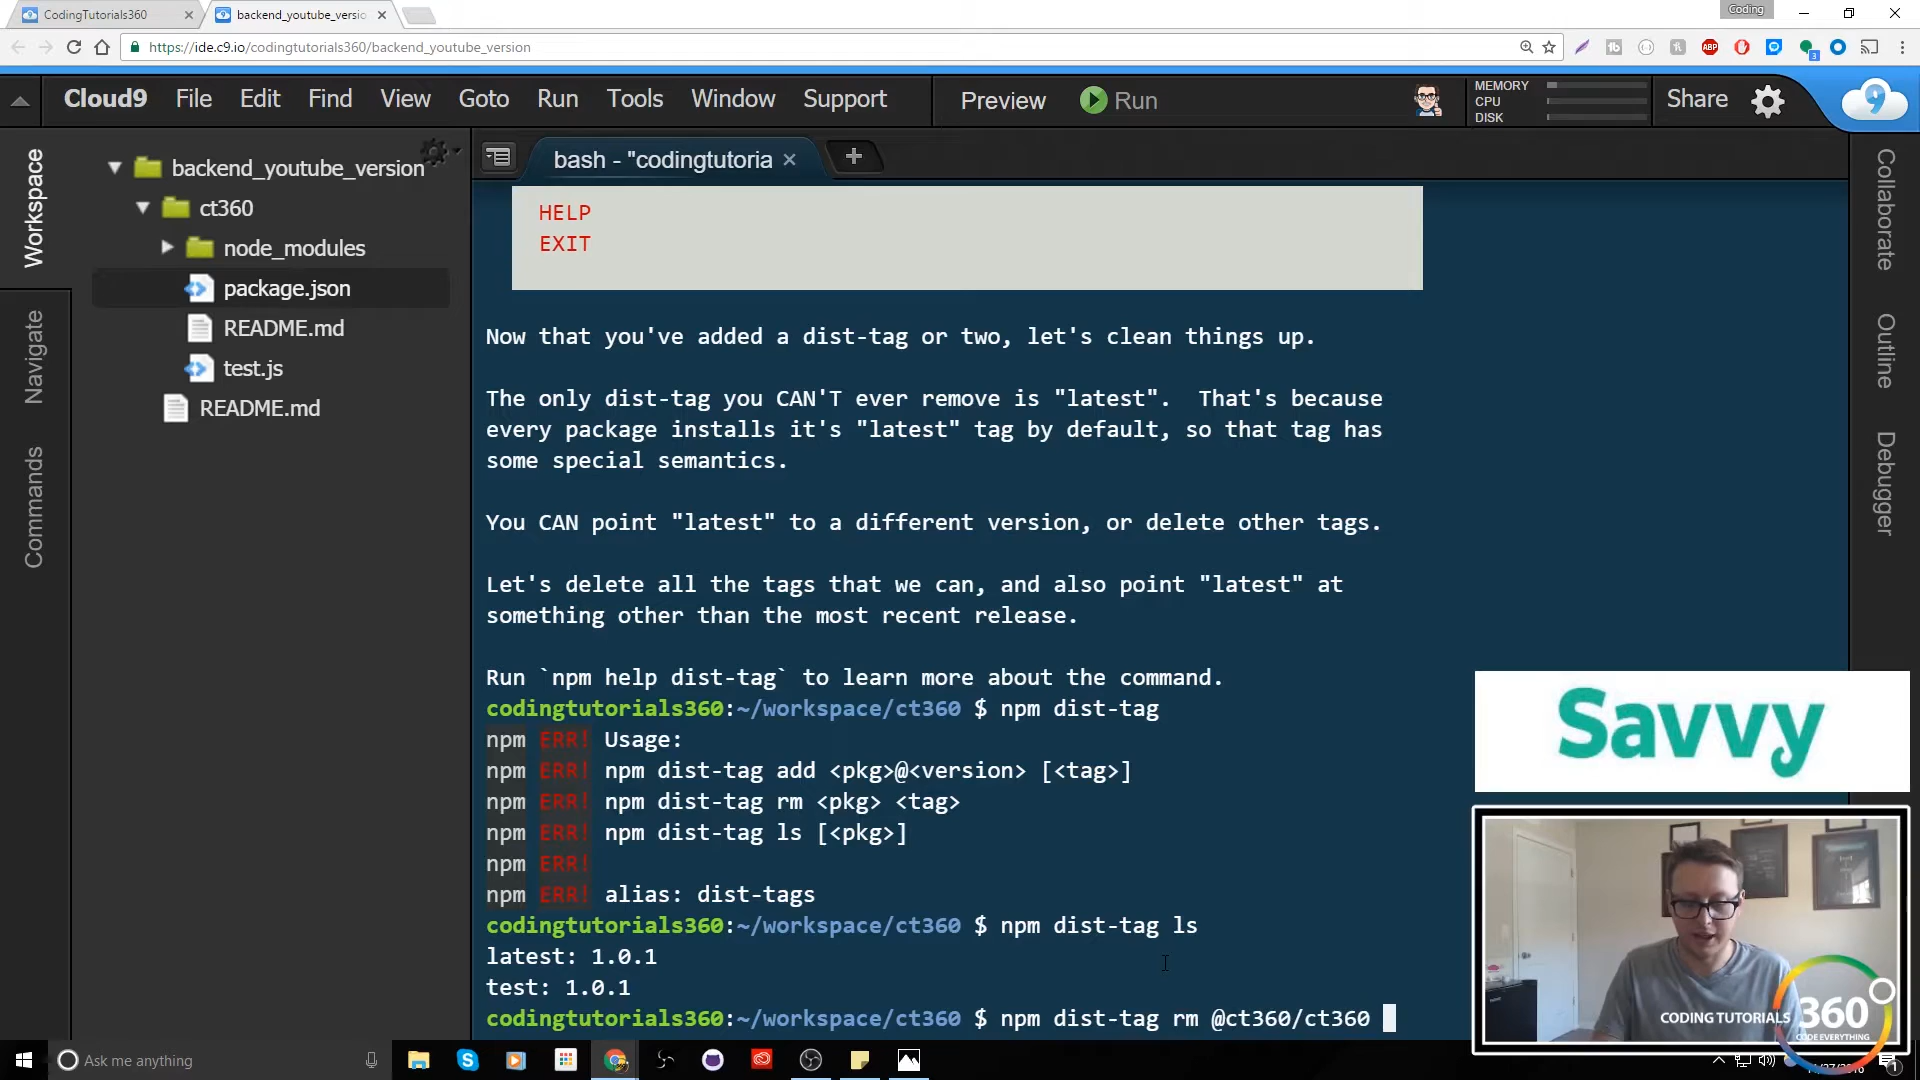 CodingTutorials360
backend_youtube_versio
Coding
https://ide.c9.io/codingtutorials360/backend_youtube_version
ABP
3
Cloud9 File Edit Find View Goto Run Tools Window Support Preview Run
MEMORY
CPU
DISK
Share
9
Workspace
Navigate
Commands
backend_youtube_version
ct360
node_modules
package.json
README.md
test.js
README.md
bash - "codingtutoria
HELP
EXIT
Now that you've added a dist-tag or two, let's clean things up.
The only dist-tag you CAN'T ever remove is "latest".  That's because
every package installs it's "latest" tag by default, so that tag has
some special semantics.
You CAN point "latest" to a different version, or delete other tags.
Let's delete all the tags that we can, and also point "latest" at
something other than the most recent release.
Run `npm help dist-tag` to learn more about the command.
codingtutorials360:~/workspace/ct360 $ npm dist-tag
npm ERR! Usage:
npm ERR! npm dist-tag add <pkg>@<version> [<tag>]
npm ERR! npm dist-tag rm <pkg> <tag>
npm ERR! npm dist-tag ls [<pkg>]
npm ERR!
npm ERR! alias: dist-tags
codingtutorials360:~/workspace/ct360 $ npm dist-tag ls
latest: 1.0.1
test: 1.0.1
codingtutorials360:~/workspace/ct360 $ npm dist-tag rm @ct360/ct360
Collaborate
Outline
Debugger
Savvy
CODING TUTORIALS 360
CODE EVERYTHING
Ask me anything